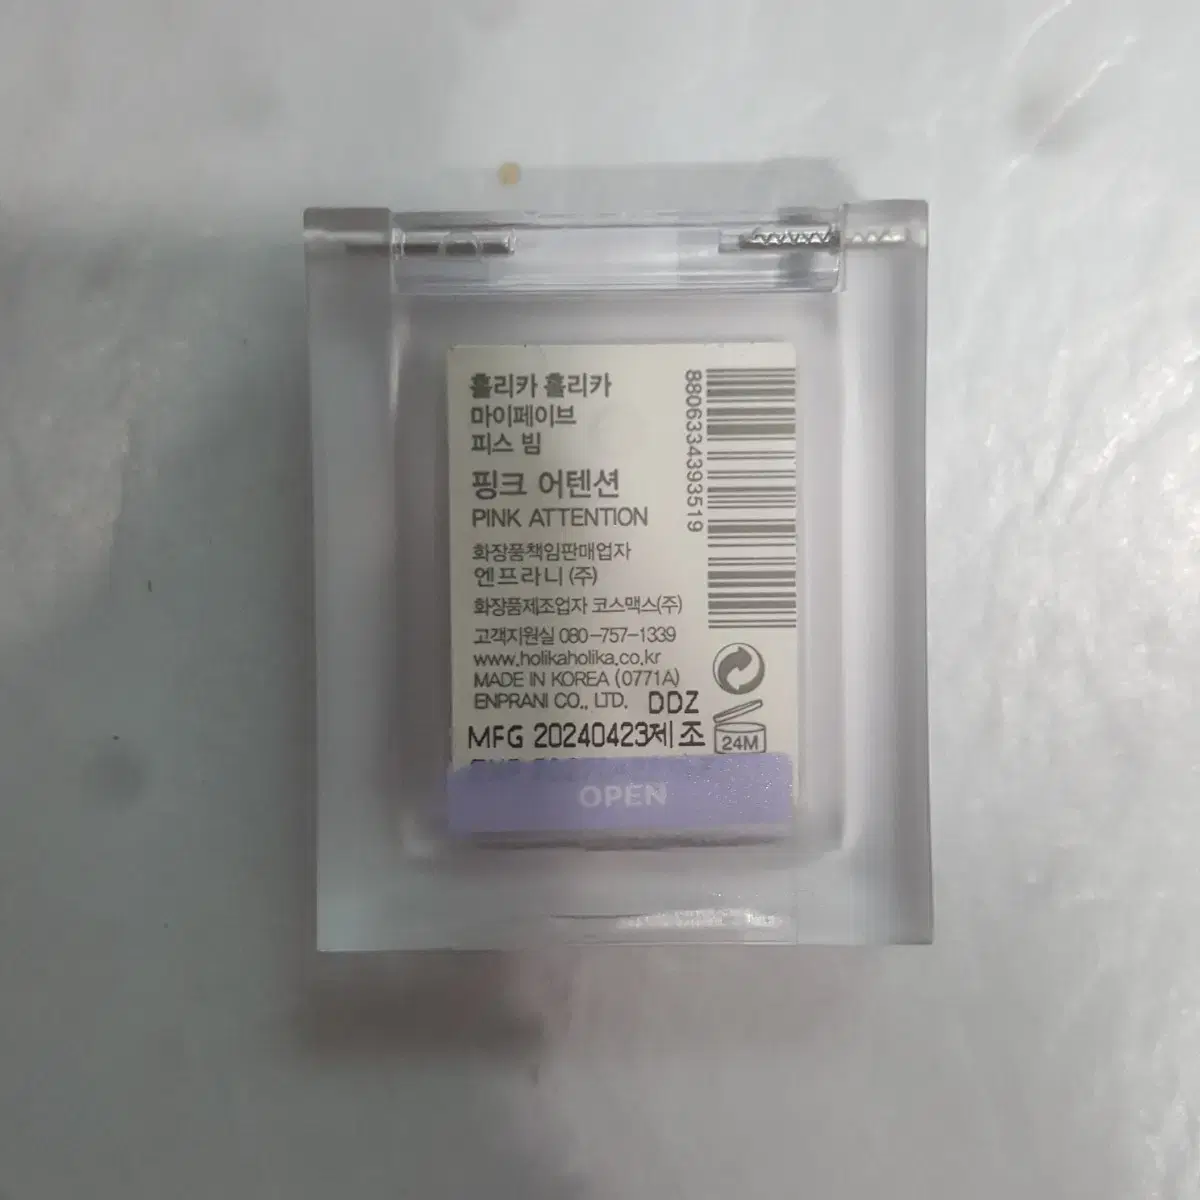 홀리카 홀리카
마이페이브
피스 빔
핑크 어텐션
PINK ATTENTION
화장품책임판매업자
엔프라니 (주)
화장품제조업자 코스맥스(주)
고객지원실 080-757-1339
www.holikaholika.co.kr
MADE IN KOREA (0771A)
ENPRANI CO., LTD. DDZ
MFG 20240423제조
8806334393519
24M
OPEN